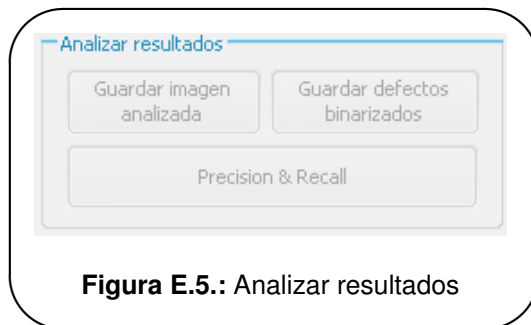 Analizar resultados
Guardar imagen
analizada
Guardar defectos
binarizados
Precision & Recall
Figura E.5.: Analizar resultados